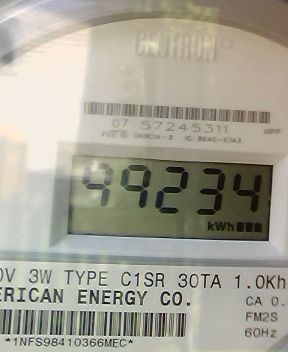 CENTRON
07 57245311
99234
kWh
0V 3W TYPE C1SR 30TA 1.0Kh
ERICAN ENERGY CO.
CA 0.
FM2S
60Hz
*1NFS98410366MEC*